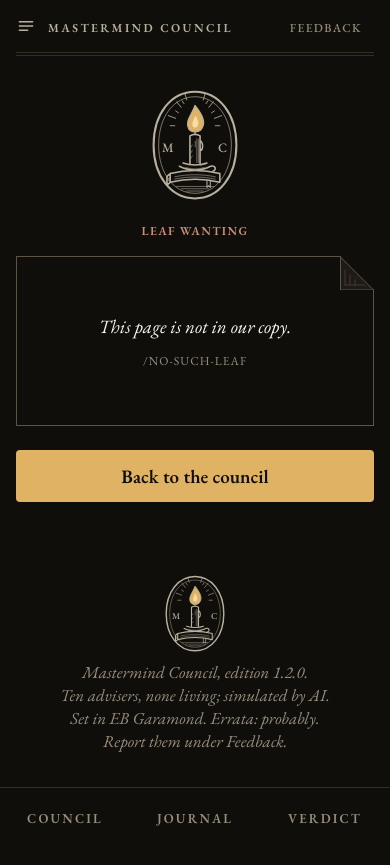 MASTERMIND COUNCIL
FEEDBACK
M C
LEAF WANTING
This page is not in our copy.
/NO-SUCH-LEAF
Back to the council
M C
Mastermind Council, edition 1.2.0.
Ten advisers, none living; simulated by AI.
Set in EB Garamond. Errata: probably.
Report them under Feedback.
COUNCIL
JOURNAL
VERDICT